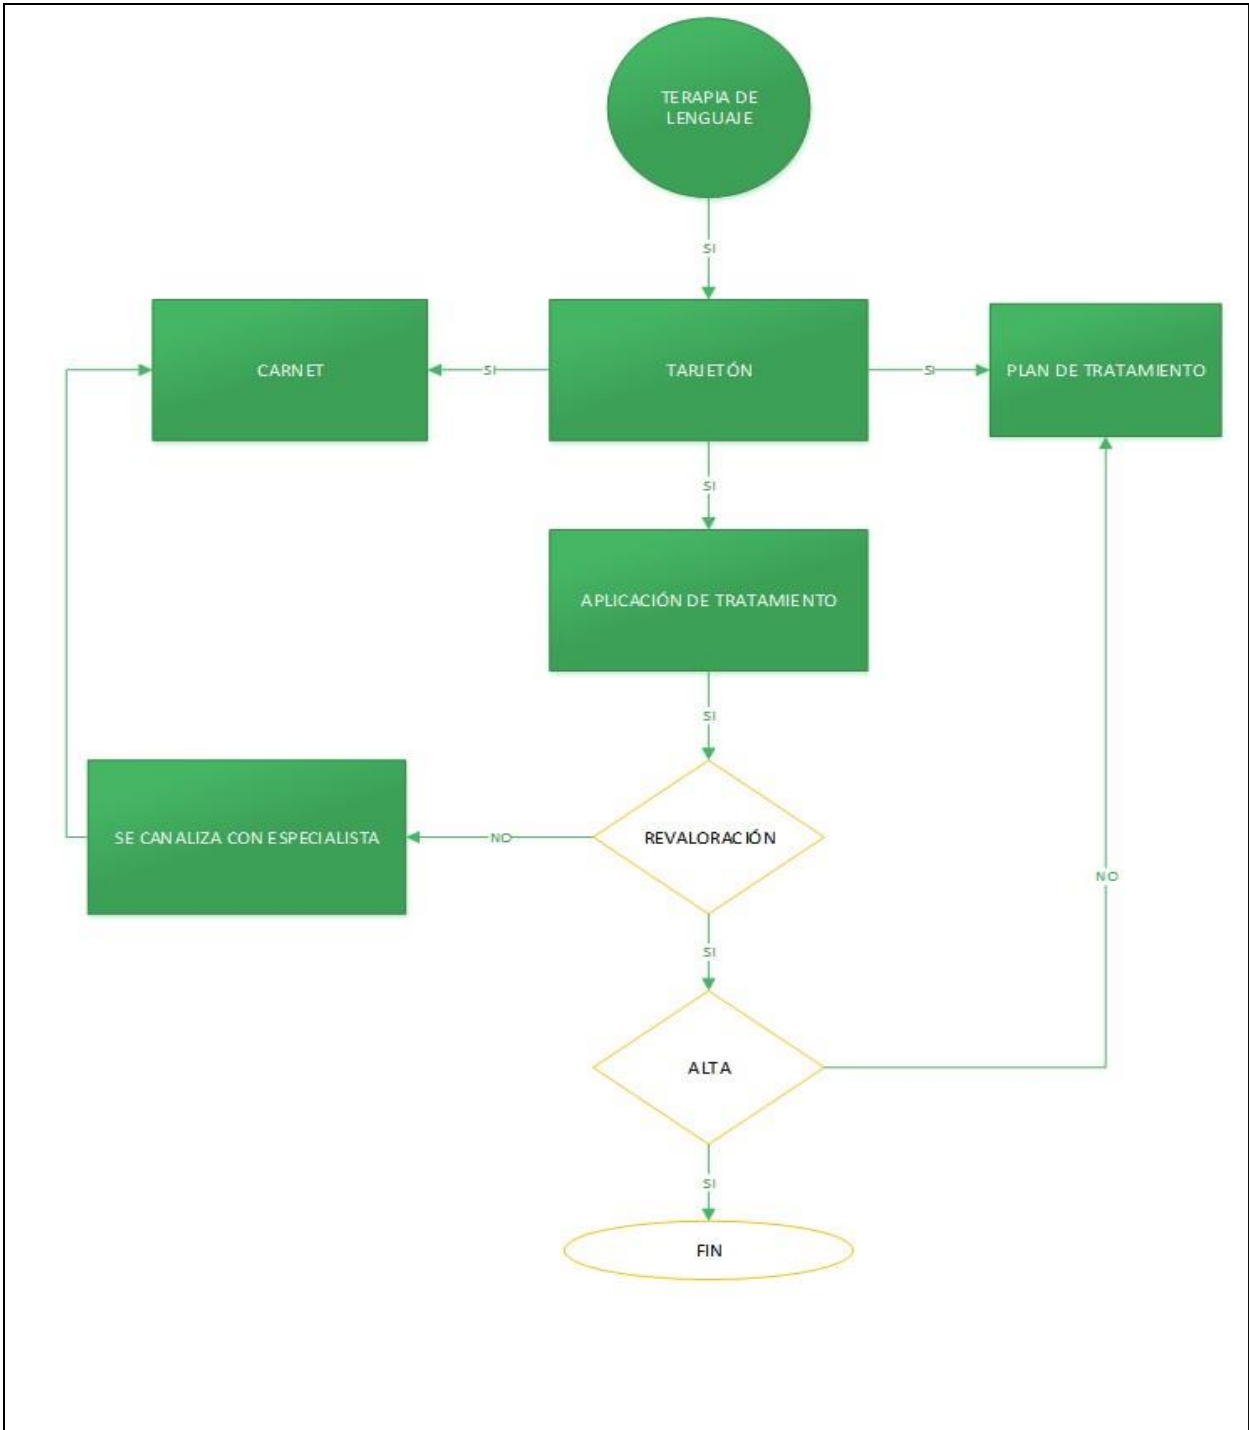 TERAPIA DE
LENGUAJE
SI
CARNET
SI
TARJETÓN
SI
PLAN DE TRATAMIENTO
SI
APLICACIÓN DE TRATAMIENTO
SI
SE CANALIZA CON ESPECIALISTA
NO
REVALORACIÓN
NO
SI
ALTA
SI
FIN